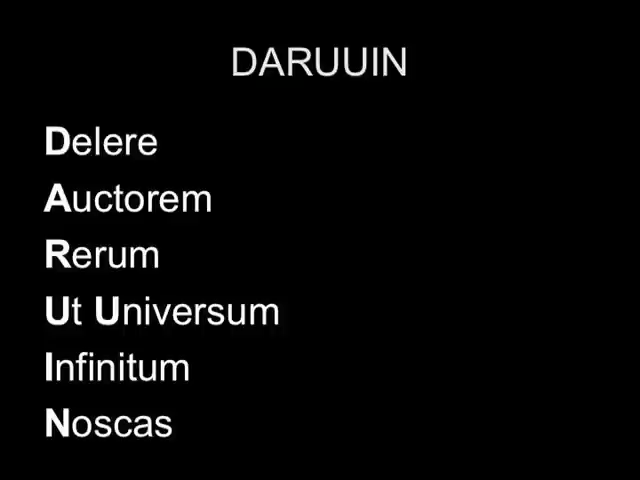 DARUUIN
Delere
Auctorem
Rerum
Ut Universum
Infinitum
Noscas